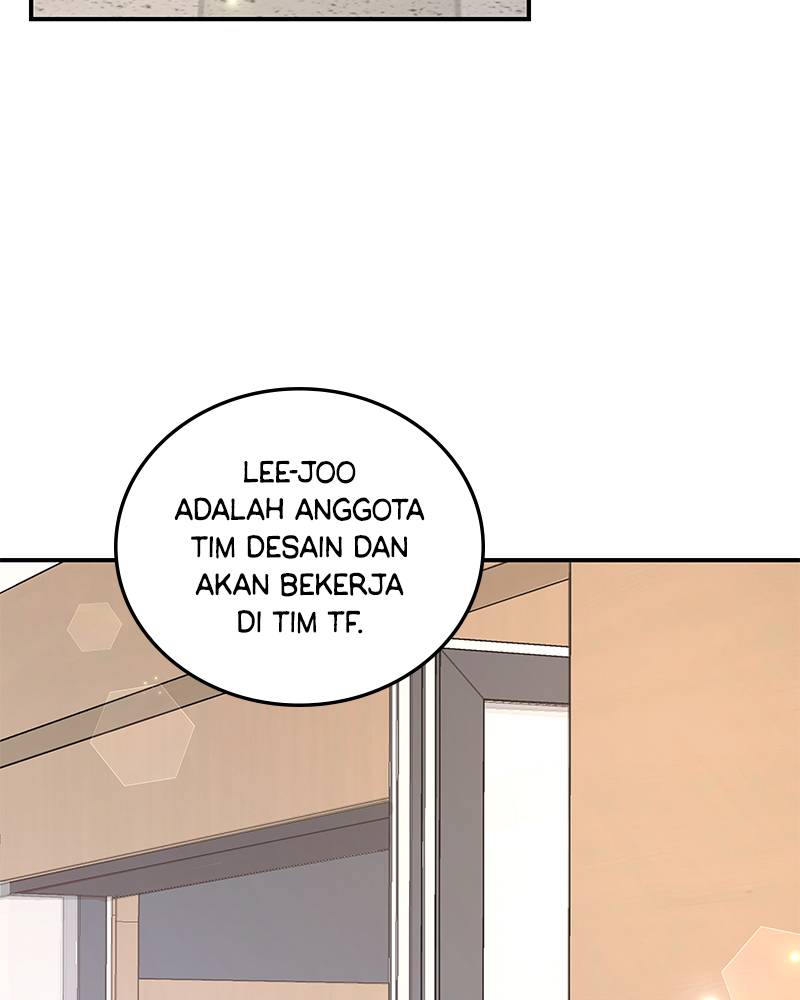 LEE-JOO
ADALAH ANGGOTA
TIM DESAIN DAN
AKAN BEKERJA
DI TIM TF.